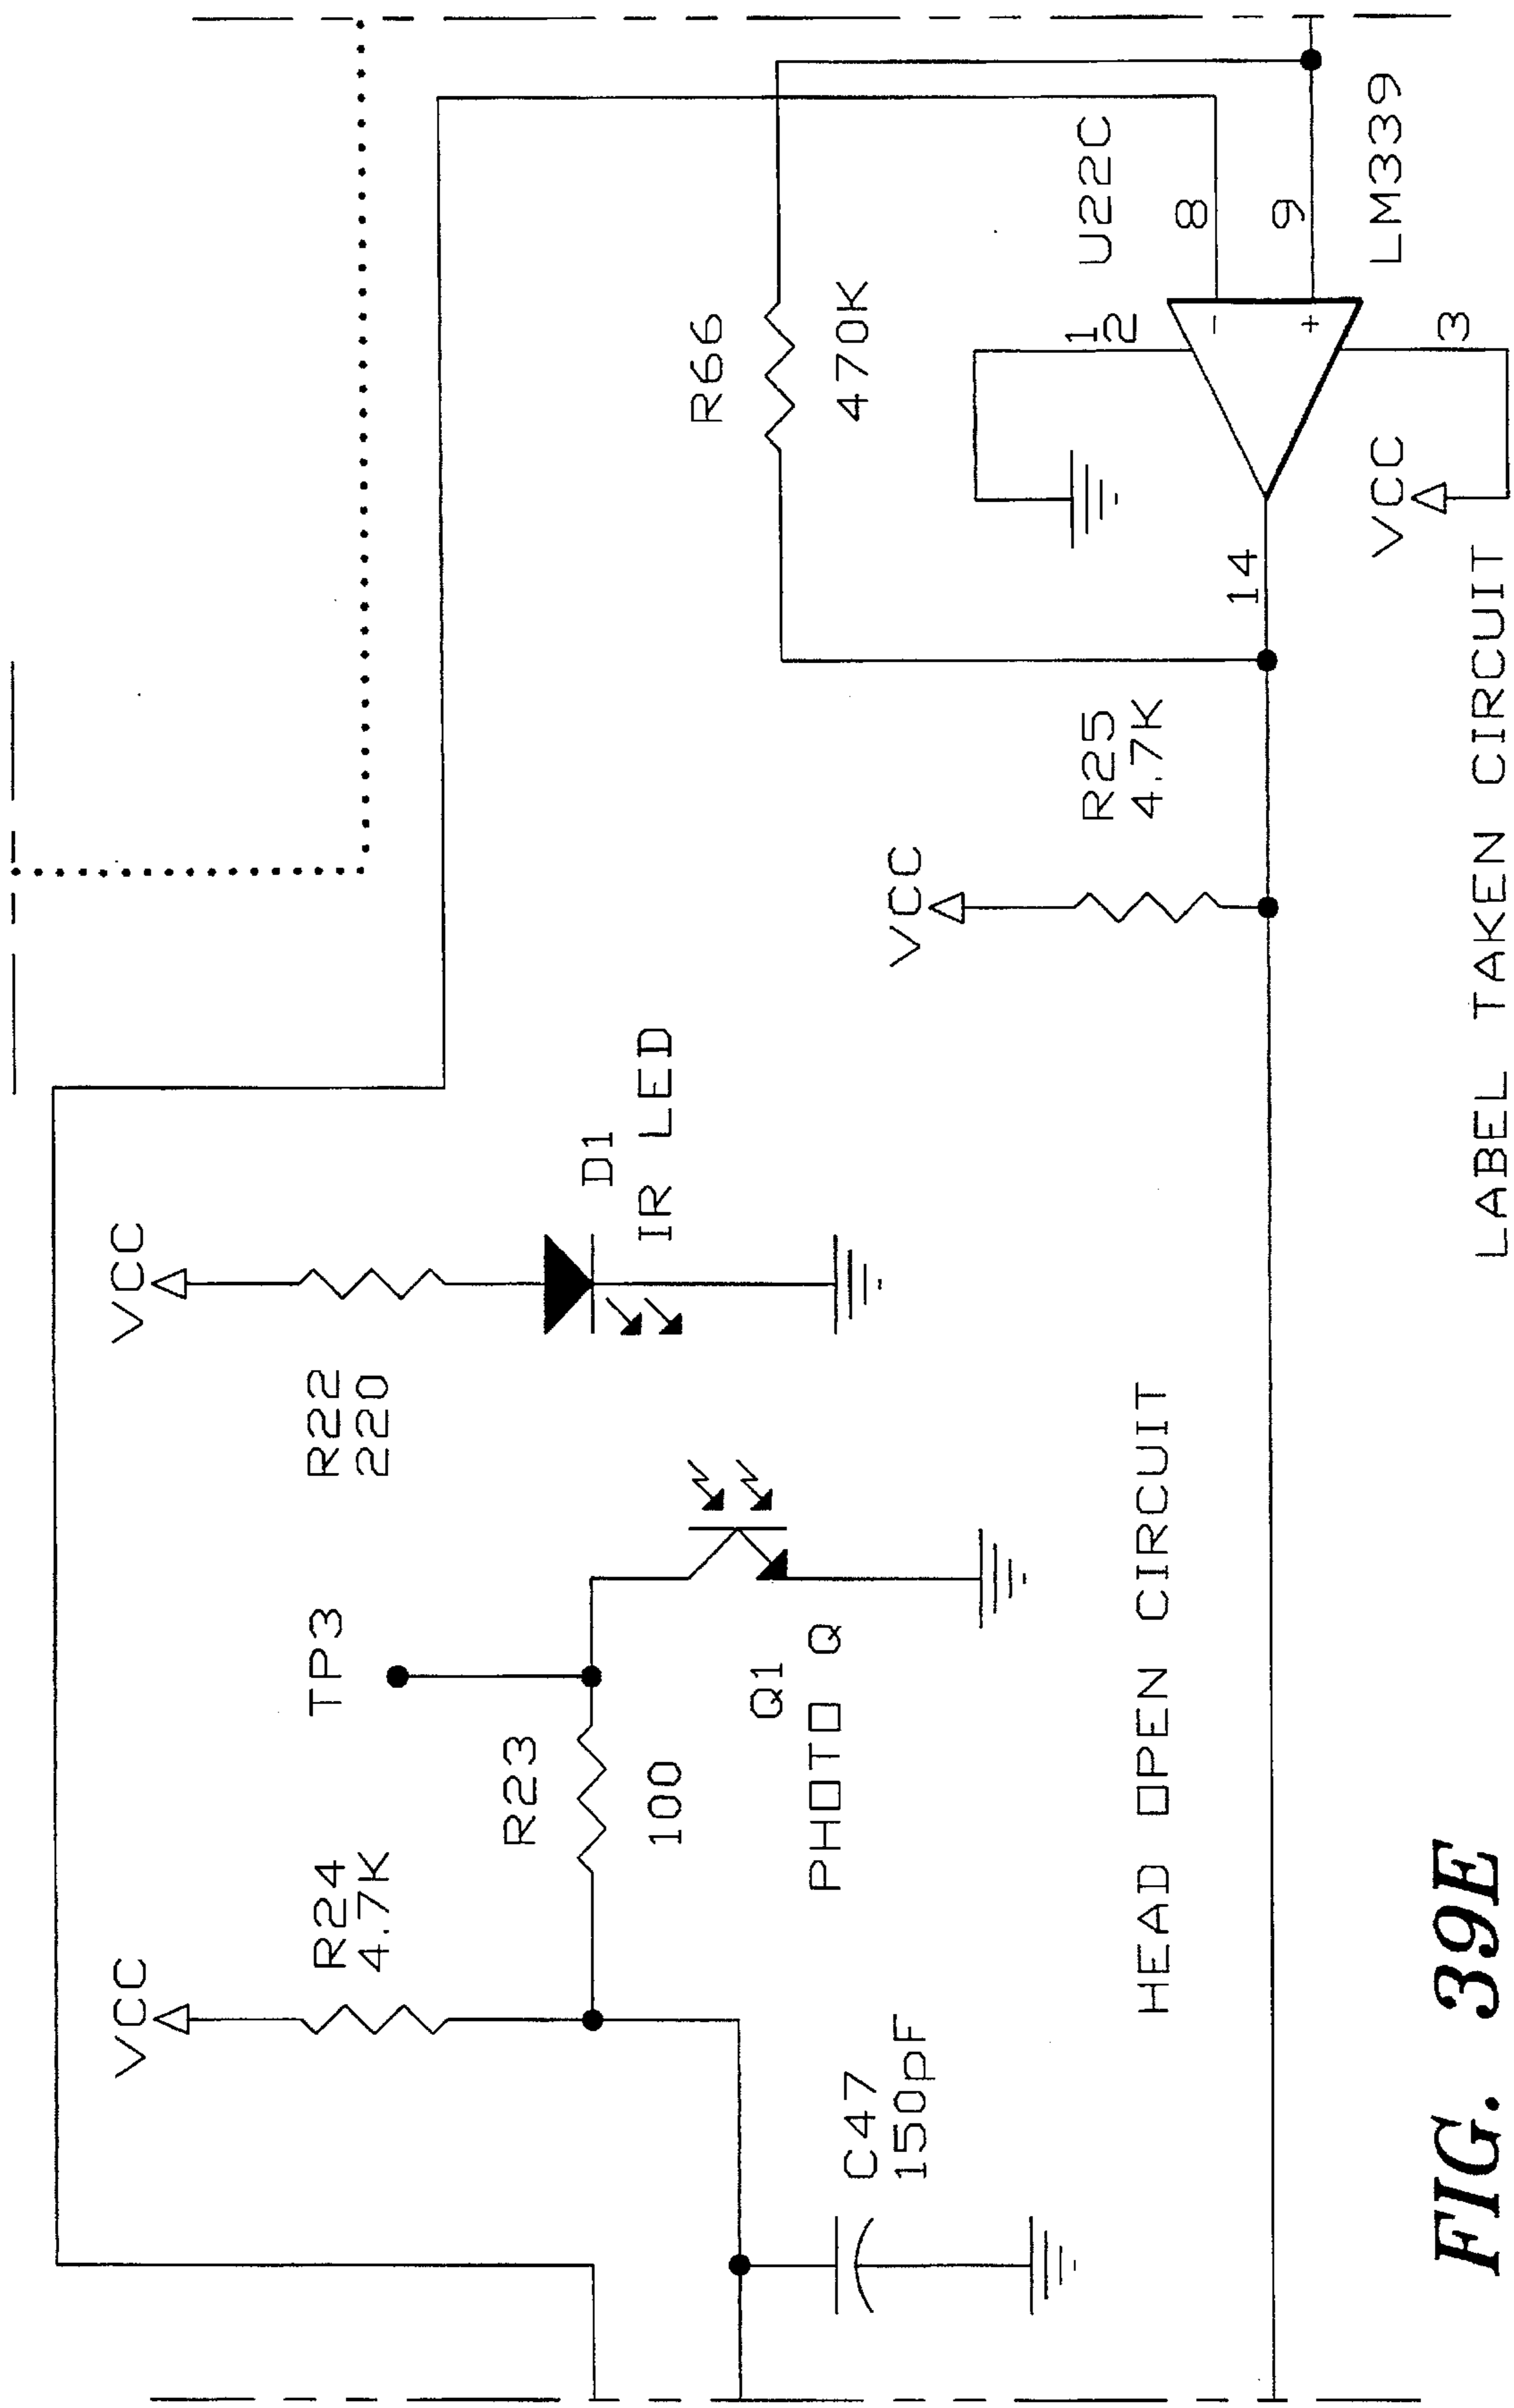 VCC
R24
4.7K
C47
150pF
TP3
R23
100
Q1
PHOTO Q
VCC
R22
220
D1
IR LED
HEAD OPEN CIRCUIT
VCC
R25
4.7K
R66
470K
U22C
8
9
12
3
14
VCC
LM339
LABEL TAKEN CIRCUIT
FIG. 39E